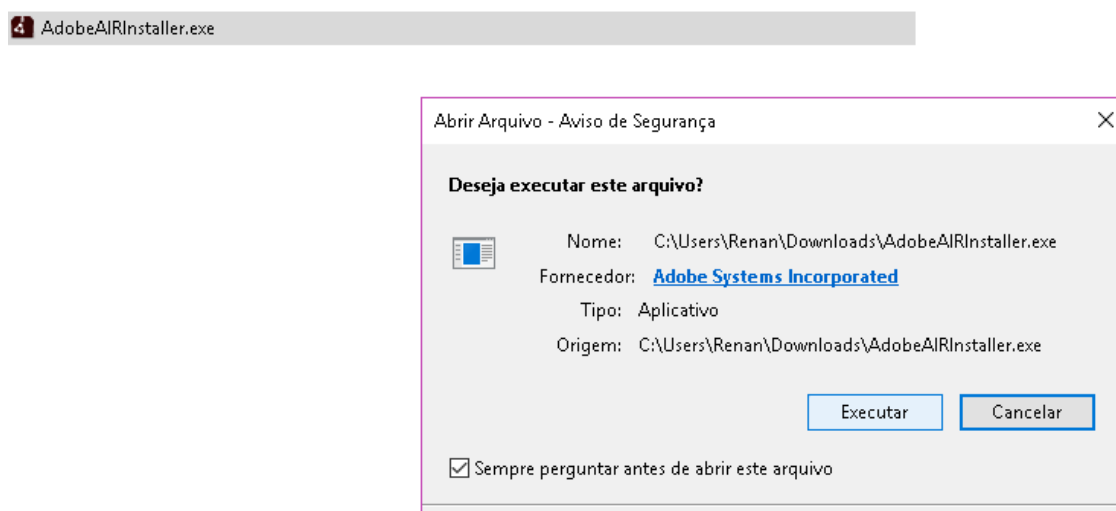 AdobeAIRInstaller.exe
Abrir Arquivo - Aviso de Segurança
Deseja executar este arquivo?
Nome: C:\Users\Renan\Downloads\AdobeAIRInstaller.exe
Fornecedor: Adobe Systems Incorporated
Tipo: Aplicativo
Origem: C:\Users\Renan\Downloads\AdobeAIRInstaller.exe
Executar Cancelar
Sempre perguntar antes de abrir este arquivo